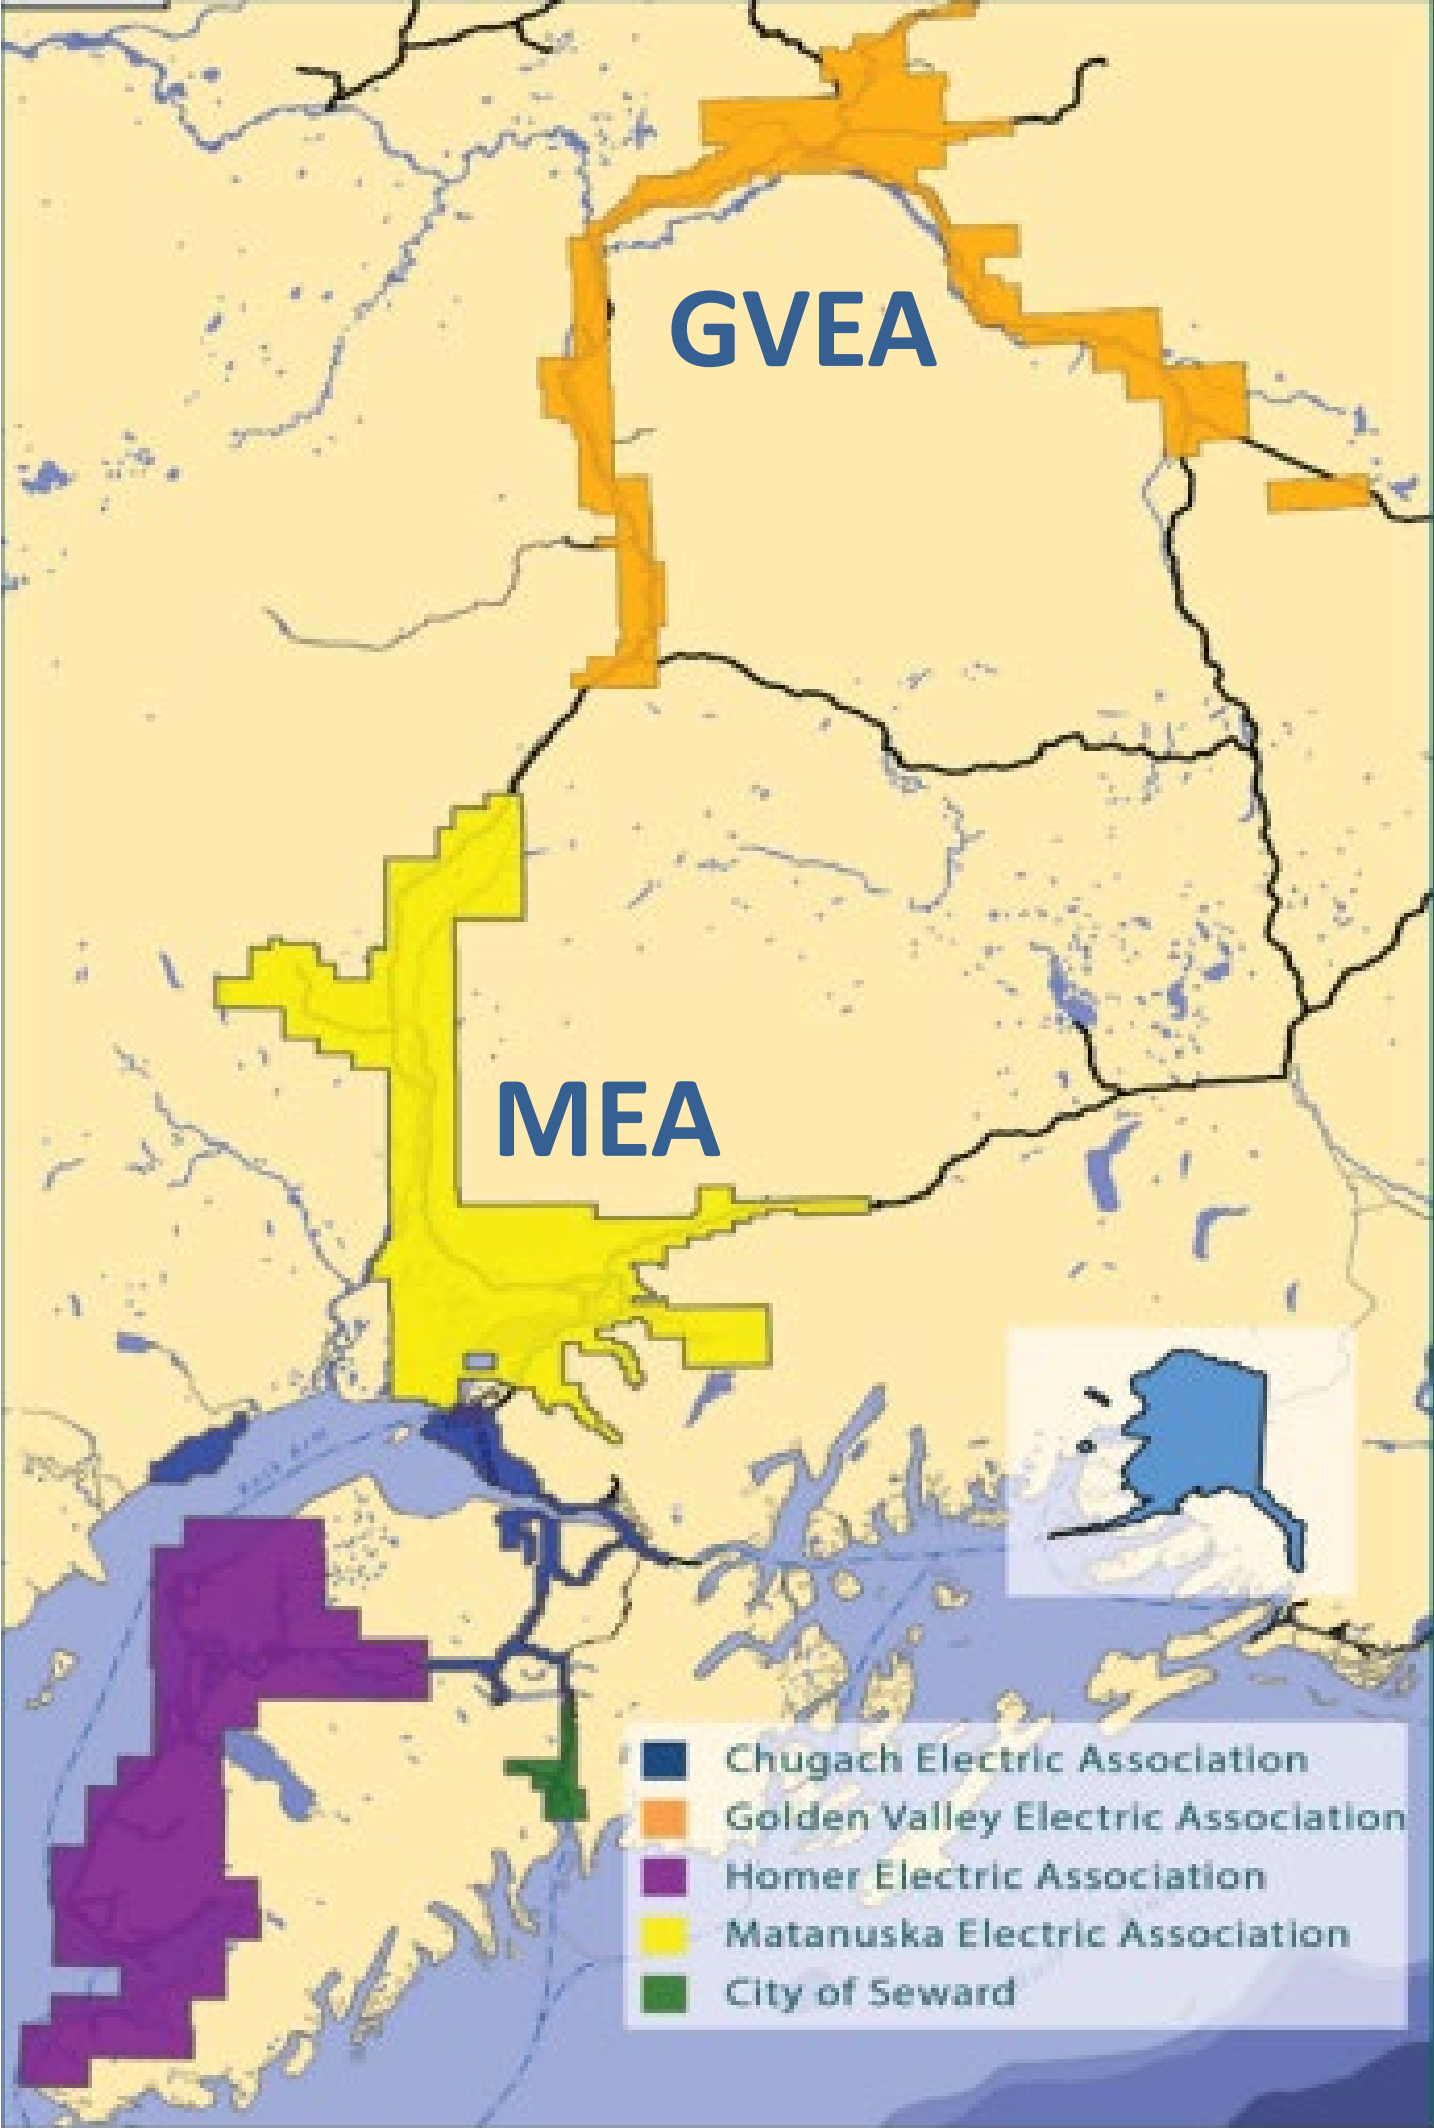 GVEA
MEA
Chugach Electric Association
Golden Valley Electric Association
Homer Electric Association
Matanuska Electric Association
City of Seward